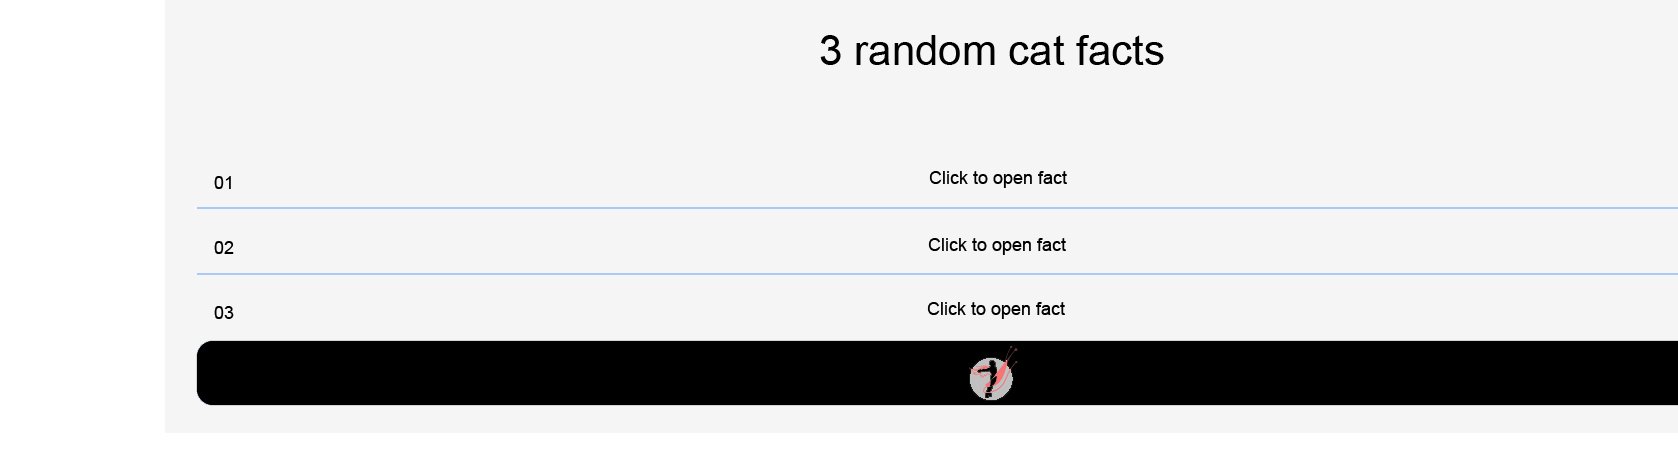 3 random cat facts
01 Click to open fact
02 Click to open fact
03 Click to open fact